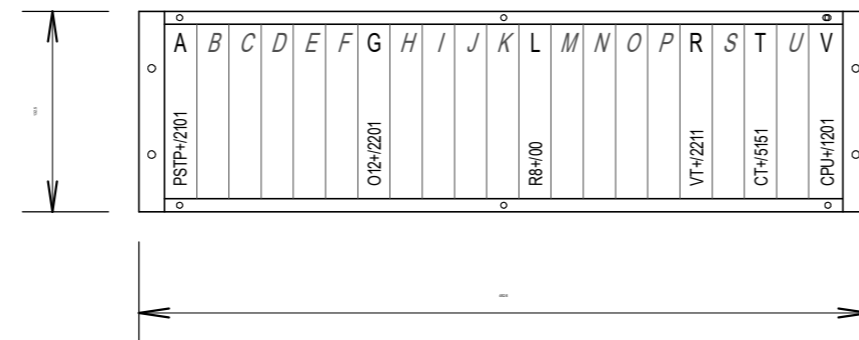 A B C D E F G H I J K L M N O P R S T U V
PSTP+/2101
O12+/2201
R8+/00
VT+/2211
CT+/5151
CPU+/1201